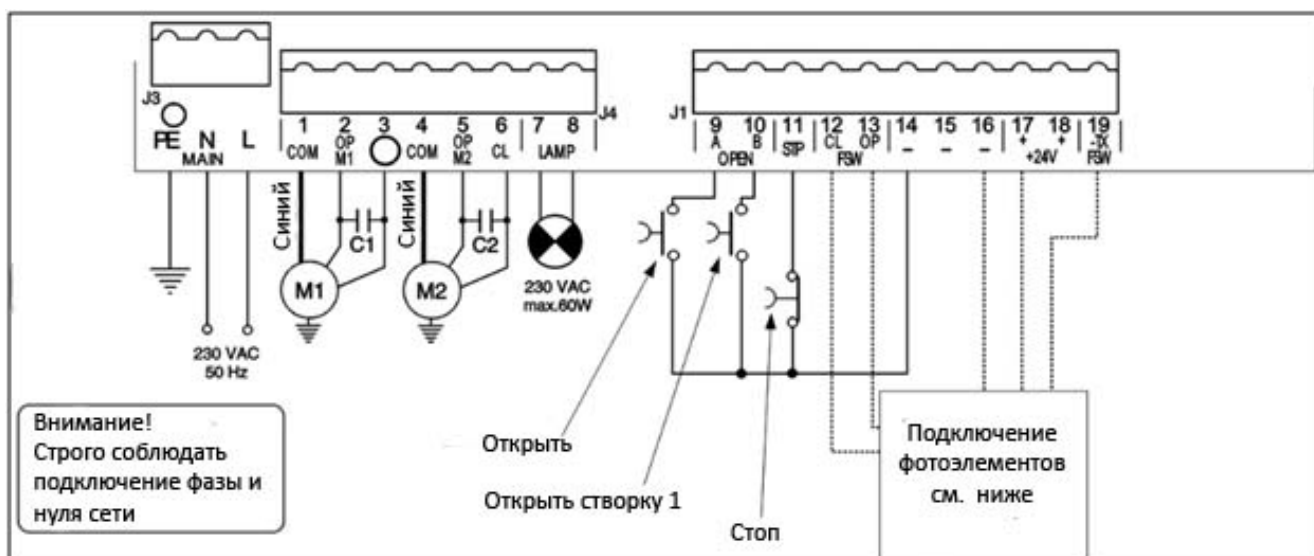 J3
J4
J1
PE N L
MAIN
1 2 3 4 5 6 7 8
COM OP COM OP CL LAMP
M1 M2
9 10 11 12 13 14 15 16 17 18 19
A B STP CL OP – – – + + -TX
OPEN FSW +24V FSW
Синий
C1
Синий
C2
M1
M2
230 VAC
max.60W
230 VAC
50 Hz
Внимание!
Строго соблюдать
подключение фазы и
нуля сети
Открыть
Открыть створку 1
Стоп
Подключение
фотоэлементов
см. ниже